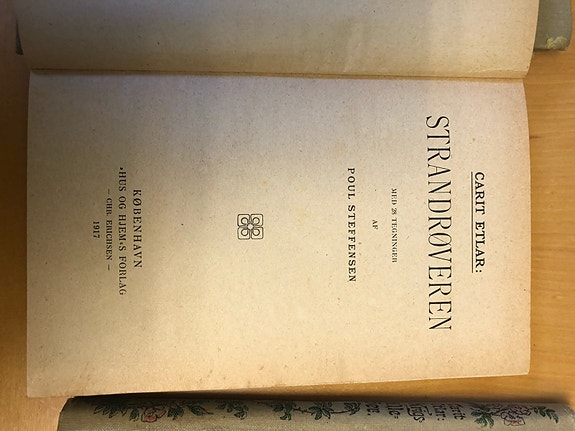 CARIT ETLAR:
STRANDRØVEREN
MED 28 TEGNINGER
AF
POUL STEFFENSEN
KØBENHAVN
»HUS OG HJEM«S FORLAG
— CHR. ERICHSEN —
1917